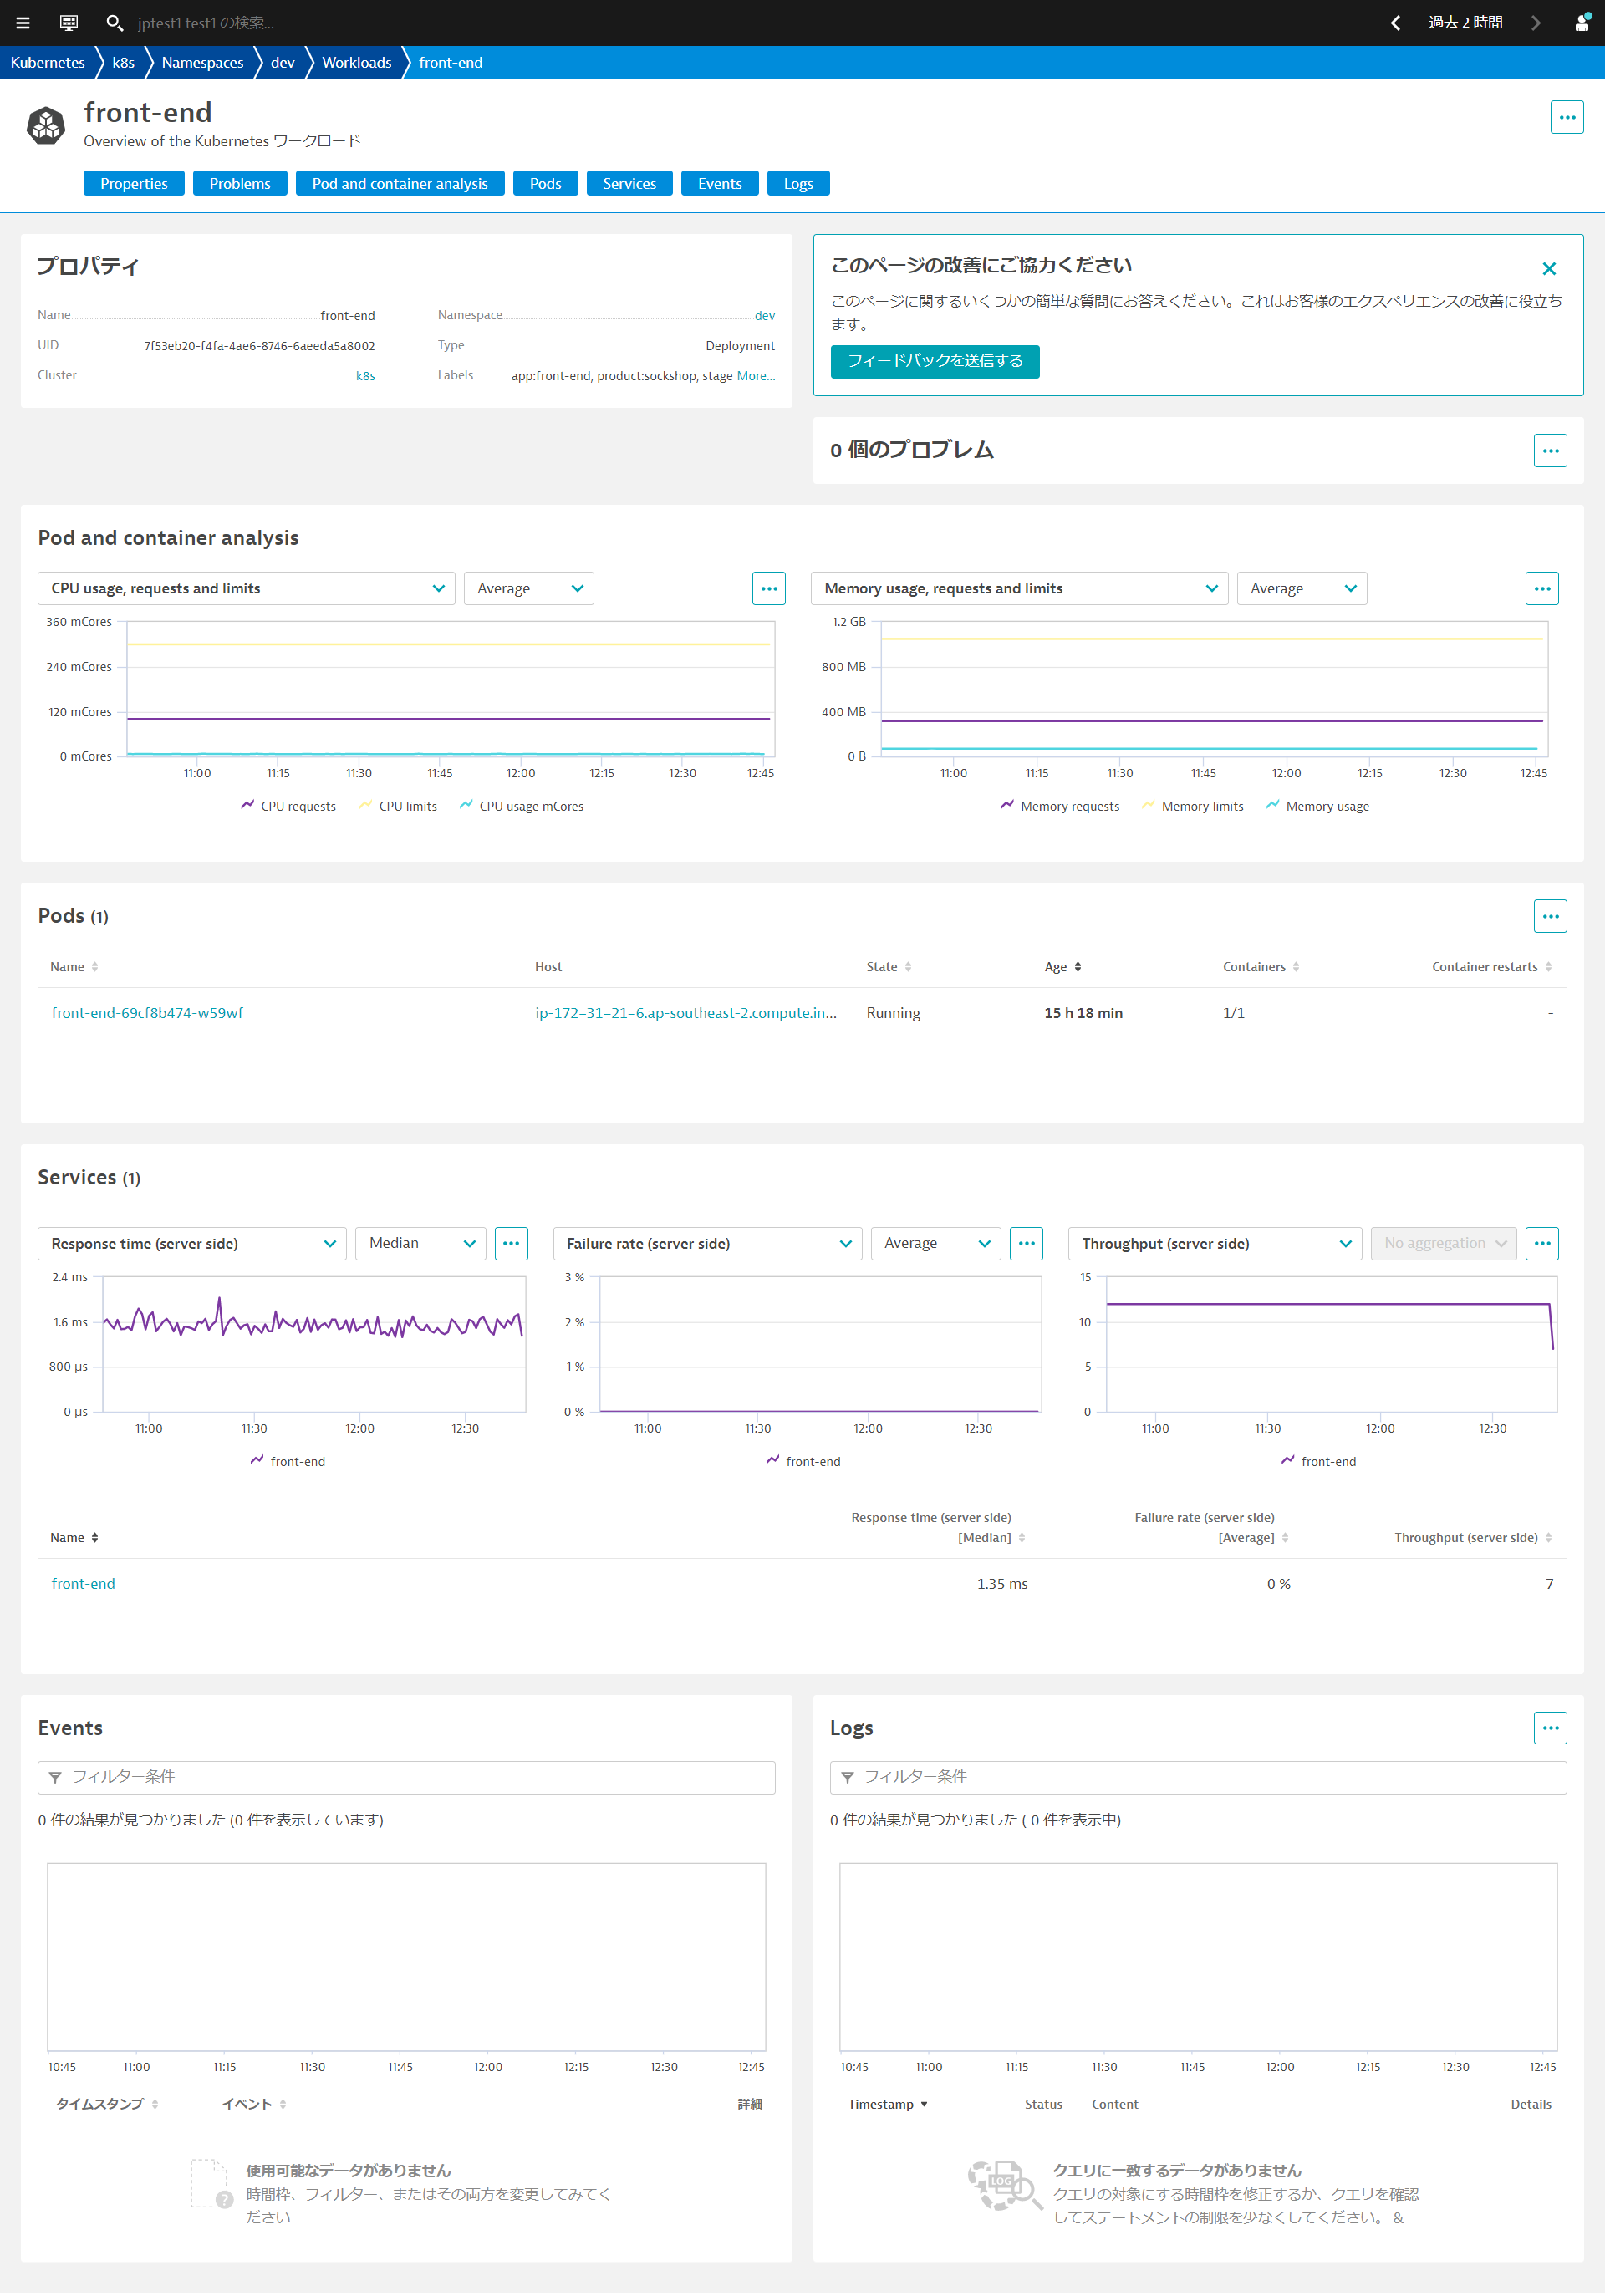 jptest1 test1 の検索...
過去 2 時間
Kubernetes k8s Namespaces dev Workloads front-end
front-end
Overview of the Kubernetes ワークロード
Properties Problems Pod and container analysis Pods Services Events Logs
プロパティ
Name front-end
UID 7f53eb20-f4fa-4ae6-8746-6aeeda5a8002
Cluster k8s
Namespace dev
Type Deployment
Labels app:front-end, product:sockshop, stage More...
このページの改善にご協力ください
このページに関するいくつかの簡単な質問にお答えください。これはお客様のエクスペリエンスの改善に役立ち
ます。
フィードバックを送信する
0 個のプロブレム
Pod and container analysis
CPU usage, requests and limits Average
360 mCores
240 mCores
120 mCores
0 mCores
11:00 11:15 11:30 11:45 12:00 12:15 12:30 12:45
CPU requests CPU limits CPU usage mCores
Memory usage, requests and limits Average
1.2 GB
800 MB
400 MB
0 B
11:00 11:15 11:30 11:45 12:00 12:15 12:30 12:45
Memory requests Memory limits Memory usage
Pods (1)
Name Host State Age Containers Container restarts
front-end-69cf8b474-w59wf ip-172-31-21-6.ap-southeast-2.compute.in... Running 15 h 18 min 1/1 -
Services (1)
Response time (server side) Median
2.4 ms
1.6 ms
800 µs
0 µs
11:00 11:30 12:00 12:30
front-end
Failure rate (server side) Average
3 %
2 %
1 %
0 %
11:00 11:30 12:00 12:30
front-end
Throughput (server side) No aggregation
15
10
5
0
11:00 11:30 12:00 12:30
front-end
Name Response time (server side) [Median] Failure rate (server side) [Average] Throughput (server side)
front-end 1.35 ms 0 % 7
Events
フィルター条件
0 件の結果が見つかりました (0 件を表示しています)
10:45 11:00 11:15 11:30 11:45 12:00 12:15 12:30 12:45
タイムスタンプ イベント 詳細
使用可能なデータがありません
時間枠、フィルター、またはその両方を変更してみてく
ださい
Logs
フィルター条件
0 件の結果が見つかりました ( 0 件を表示中)
10:45 11:00 11:15 11:30 11:45 12:00 12:15 12:30 12:45
Timestamp Status Content Details
LOG
クエリに一致するデータがありません
クエリの対象にする時間枠を修正するか、クエリを確認
してステートメントの制限を少なくしてください。 &